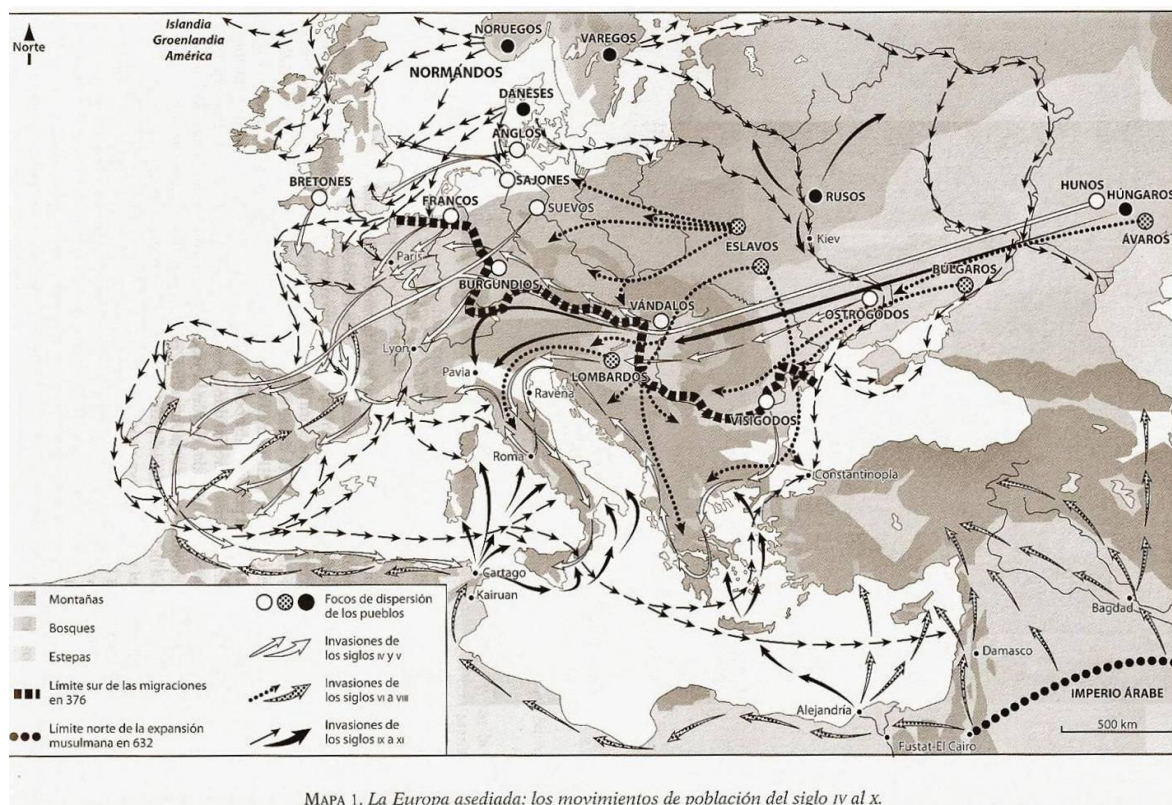 Islandia
Groenlandia
América
Norte
NORUEGOS
VAREGOS
NORMANDOS
DANESES
ANGLOS
BRETONES
SAJONES
FRANCOS
SUEVOS
RUSOS
HUNOS
HÚNGAROS
ÁVAROS
ESLAVOS
Kiev
París
BURGUNDIOS
BÚLGAROS
VÁNDALOS
OSTROGODOS
Lyon
Pavía
LOMBARDOS
Ravena
VISIGODOS
Roma
Constantinopla
Cartago
Kairuan
Bagdad
Damasco
Alejandría
IMPERIO ÁRABE
Fustat-El Cairo
500 km
Montañas
Bosques
Estepas
Límite sur de las migraciones
en 376
Límite norte de la expansión
musulmana en 632
Focos de dispersión
de los pueblos
Invasiones de
los siglos IV y V
Invasiones de
los siglos VI a VIII
Invasiones de
los siglos IX a XI
MAPA 1. La Europa asediada: los movimientos de población del siglo IV al X.